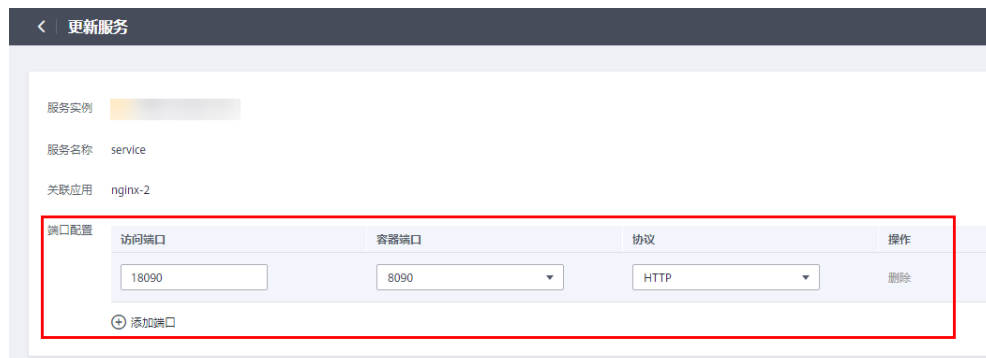 更新服务
服务实例
服务名称 service
关联应用 nginx-2
端口配置
访问端口 容器端口 协议 操作
18090 8090 HTTP 删除
添加端口